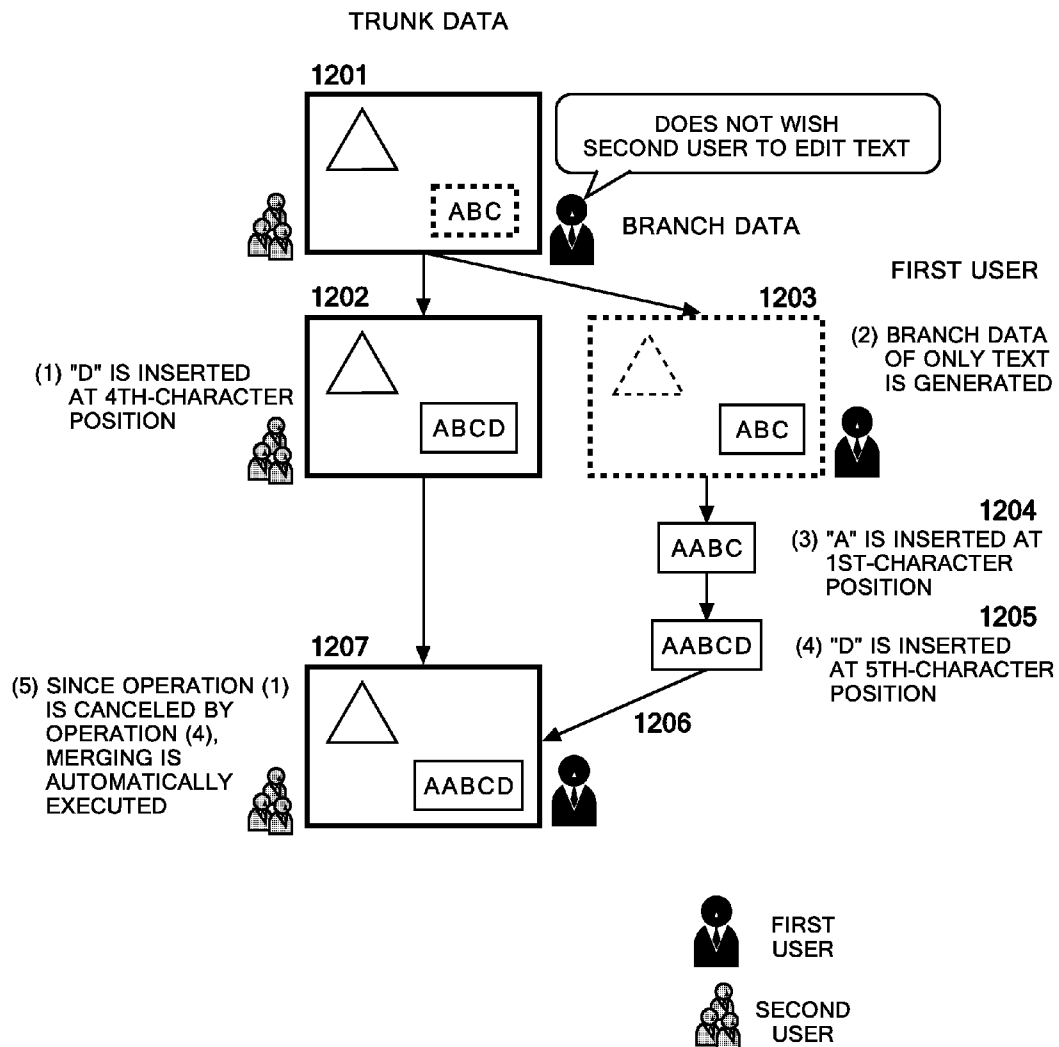 TRUNK DATA
1201
DOES NOT WISH
SECOND USER TO EDIT TEXT
ABC
BRANCH DATA
FIRST USER
1202
1203
(1) "D" IS INSERTED
AT 4TH-CHARACTER
POSITION
ABCD
(2) BRANCH DATA
OF ONLY TEXT
IS GENERATED
ABC
1204
AABC
(3) "A" IS INSERTED AT
1ST-CHARACTER
POSITION
1205
AABCD
(4) "D" IS INSERTED
AT 5TH-CHARACTER
POSITION
1207
(5) SINCE OPERATION (1)
IS CANCELED BY
OPERATION (4),
MERGING IS
AUTOMATICALLY
EXECUTED
1206
AABCD
FIRST
USER
SECOND
USER